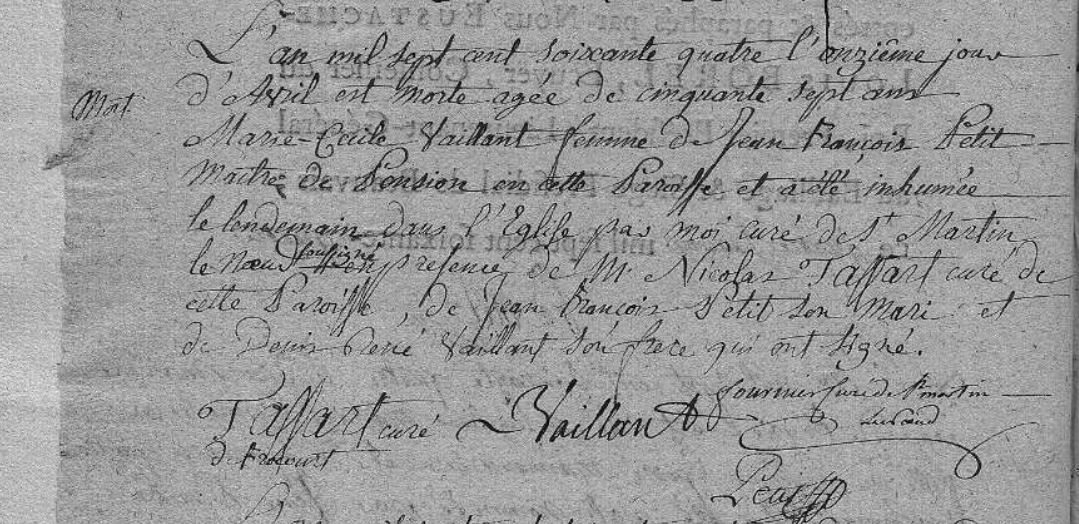 L'an mil sept cent soixante quatre l'onzième jour
Mort.
d'Avril est morte agée de cinquante sept ans
Marie-Cecile Vaillant femme de Jean François Petit
Maitre de Pension en cette Paroisse et a été inhumée
le lendemain dans l'Eglise par moi curé de St Martin
le Nœud soussigné en presence de Mr Nicolas Tassart curé de
cette Paroisse, de Jean François Petit son Mari et
de Denis René Vaillant son frere qui ont signé.
Tassart curé
de Frocourt
Vaillant
fournier Curé de St martin
Le Nœud
Petit